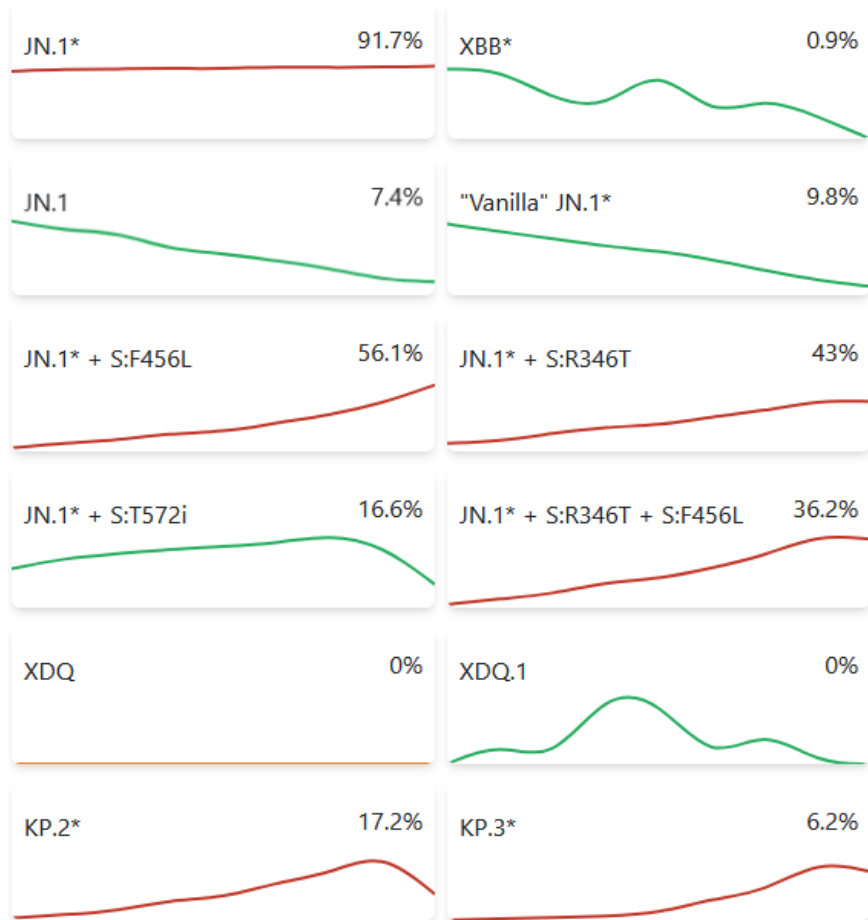 JN.1* 91.7%
XBB* 0.9%
JN.1 7.4%
"Vanilla" JN.1* 9.8%
JN.1* + S:F456L 56.1%
JN.1* + S:R346T 43%
JN.1* + S:T572i 16.6%
JN.1* + S:R346T + S:F456L 36.2%
XDQ 0%
XDQ.1 0%
KP.2* 17.2%
KP.3* 6.2%